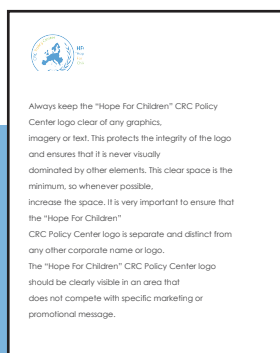 Always keep the “Hope For Children” CRC Policy
Center logo clear of any graphics,
imagery or text. This protects the integrity of the logo
and ensures that it is never visually
dominated by other elements. This clear space is the
minimum, so whenever possible,
increase the space. It is very important to ensure that
the “Hope For Children”
CRC Policy Center logo is separate and distinct from
any other corporate name or logo.
The “Hope For Children” CRC Policy Center logo
should be clearly visible in an area that
does not compete with specific marketing or
promotional message.